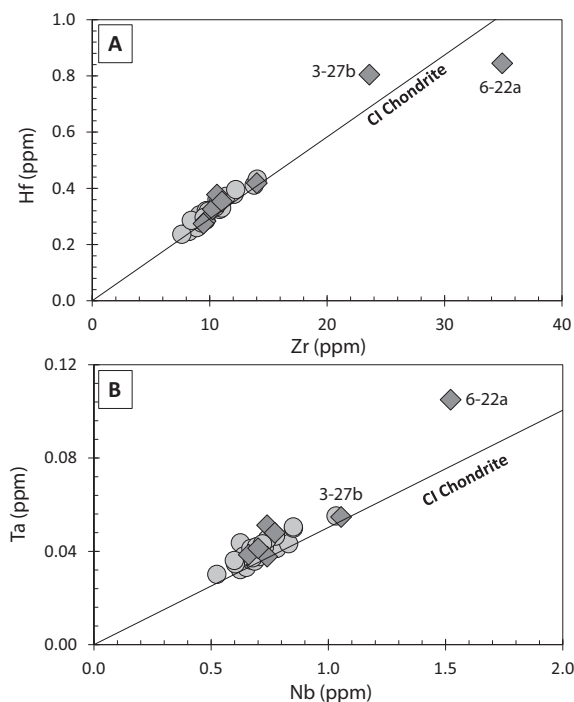 A
1.0
0.8
0.6
0.4
0.2
0.0
Hf (ppm)
3-27b
6-22a
CI Chondrite
0 10 20 30 40
Zr (ppm)
B
0.12
0.08
0.04
0.00
Ta (ppm)
6-22a
3-27b
CI Chondrite
0.0 0.5 1.0 1.5 2.0
Nb (ppm)